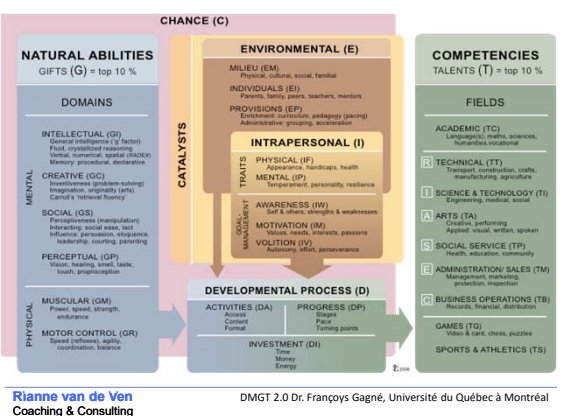 CHANCE (C)
NATURAL ABILITIES
GIFTS (G) = top 10 %
DOMAINS
MENTAL
INTELLECTUAL (GI)
General intelligence ('g' factor)
Fluid, crystallized reasoning
Verbal, numerical, spatial (RADEX)
Memory: procedural, declarative
CREATIVE (GC)
Inventiveness (problem-solving)
Imagination, originality (arts)
Carroll's 'retrieval fluency'
SOCIAL (GS)
Perceptiveness (manipulation)
Interacting: social ease, tact
Influence: persuasion, eloquence,
leadership, courting, parenting
PERCEPTUAL (GP)
Vision, hearing, smell, taste,
touch, proprioception
PHYSICAL
MUSCULAR (GM)
Power, speed, strength,
endurance
MOTOR CONTROL (GR)
Speed (reflexes), agility,
coordination, balance
CATALYSTS
ENVIRONMENTAL (E)
MILIEU (EM)
Physical, cultural, social, familial
INDIVIDUALS (EI)
Parents, family, peers, teachers, mentors
PROVISIONS (EP)
Enrichment: curriculum, pedagogy (pacing)
Administrative: grouping, acceleration
INTRAPERSONAL (I)
TRAITS
PHYSICAL (IF)
Appearance, handicaps, health
MENTAL (IP)
Temperament, personality, resilience
GOAL-
MANAGEMENT
AWARENESS (IW)
Self & others; strengths & weaknesses
MOTIVATION (IM)
Values, needs, interests, passions
VOLITION (IV)
Autonomy, effort, perseverance
DEVELOPMENTAL PROCESS (D)
ACTIVITIES (DA)
Access
Content
Format
PROGRESS (DP)
Stages
Pace
Turning points
INVESTMENT (DI)
Time
Money
Energy
COMPETENCIES
TALENTS (T) = top 10 %
FIELDS
ACADEMIC (TC)
Language(s), maths, sciences,
humanities, vocational
R TECHNICAL (TT)
Transport, construction, crafts,
manufacturing, agriculture
I SCIENCE & TECHNOLOGY (TI)
Engineering, medical, social
A ARTS (TA)
Creative, performing
Applied: visual, written, spoken
S SOCIAL SERVICE (TP)
Health, education, community
E ADMINISTRATION/ SALES (TM)
Management, marketing,
protection, inspection
C BUSINESS OPERATIONS (TB)
Records, financial, distribution
GAMES (TG)
Video & card, chess, puzzles
SPORTS & ATHLETICS (TS)
Rianne van de Ven
Coaching & Consulting
DMGT 2.0 Dr. Françoys Gagné, Université du Québec à Montréal